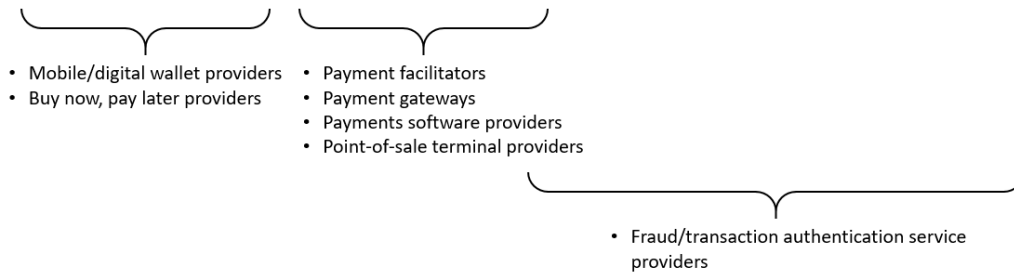 • Mobile/digital wallet providers
• Buy now, pay later providers
• Payment facilitators
• Payment gateways
• Payments software providers
• Point-of-sale terminal providers
• Fraud/transaction authentication service
providers